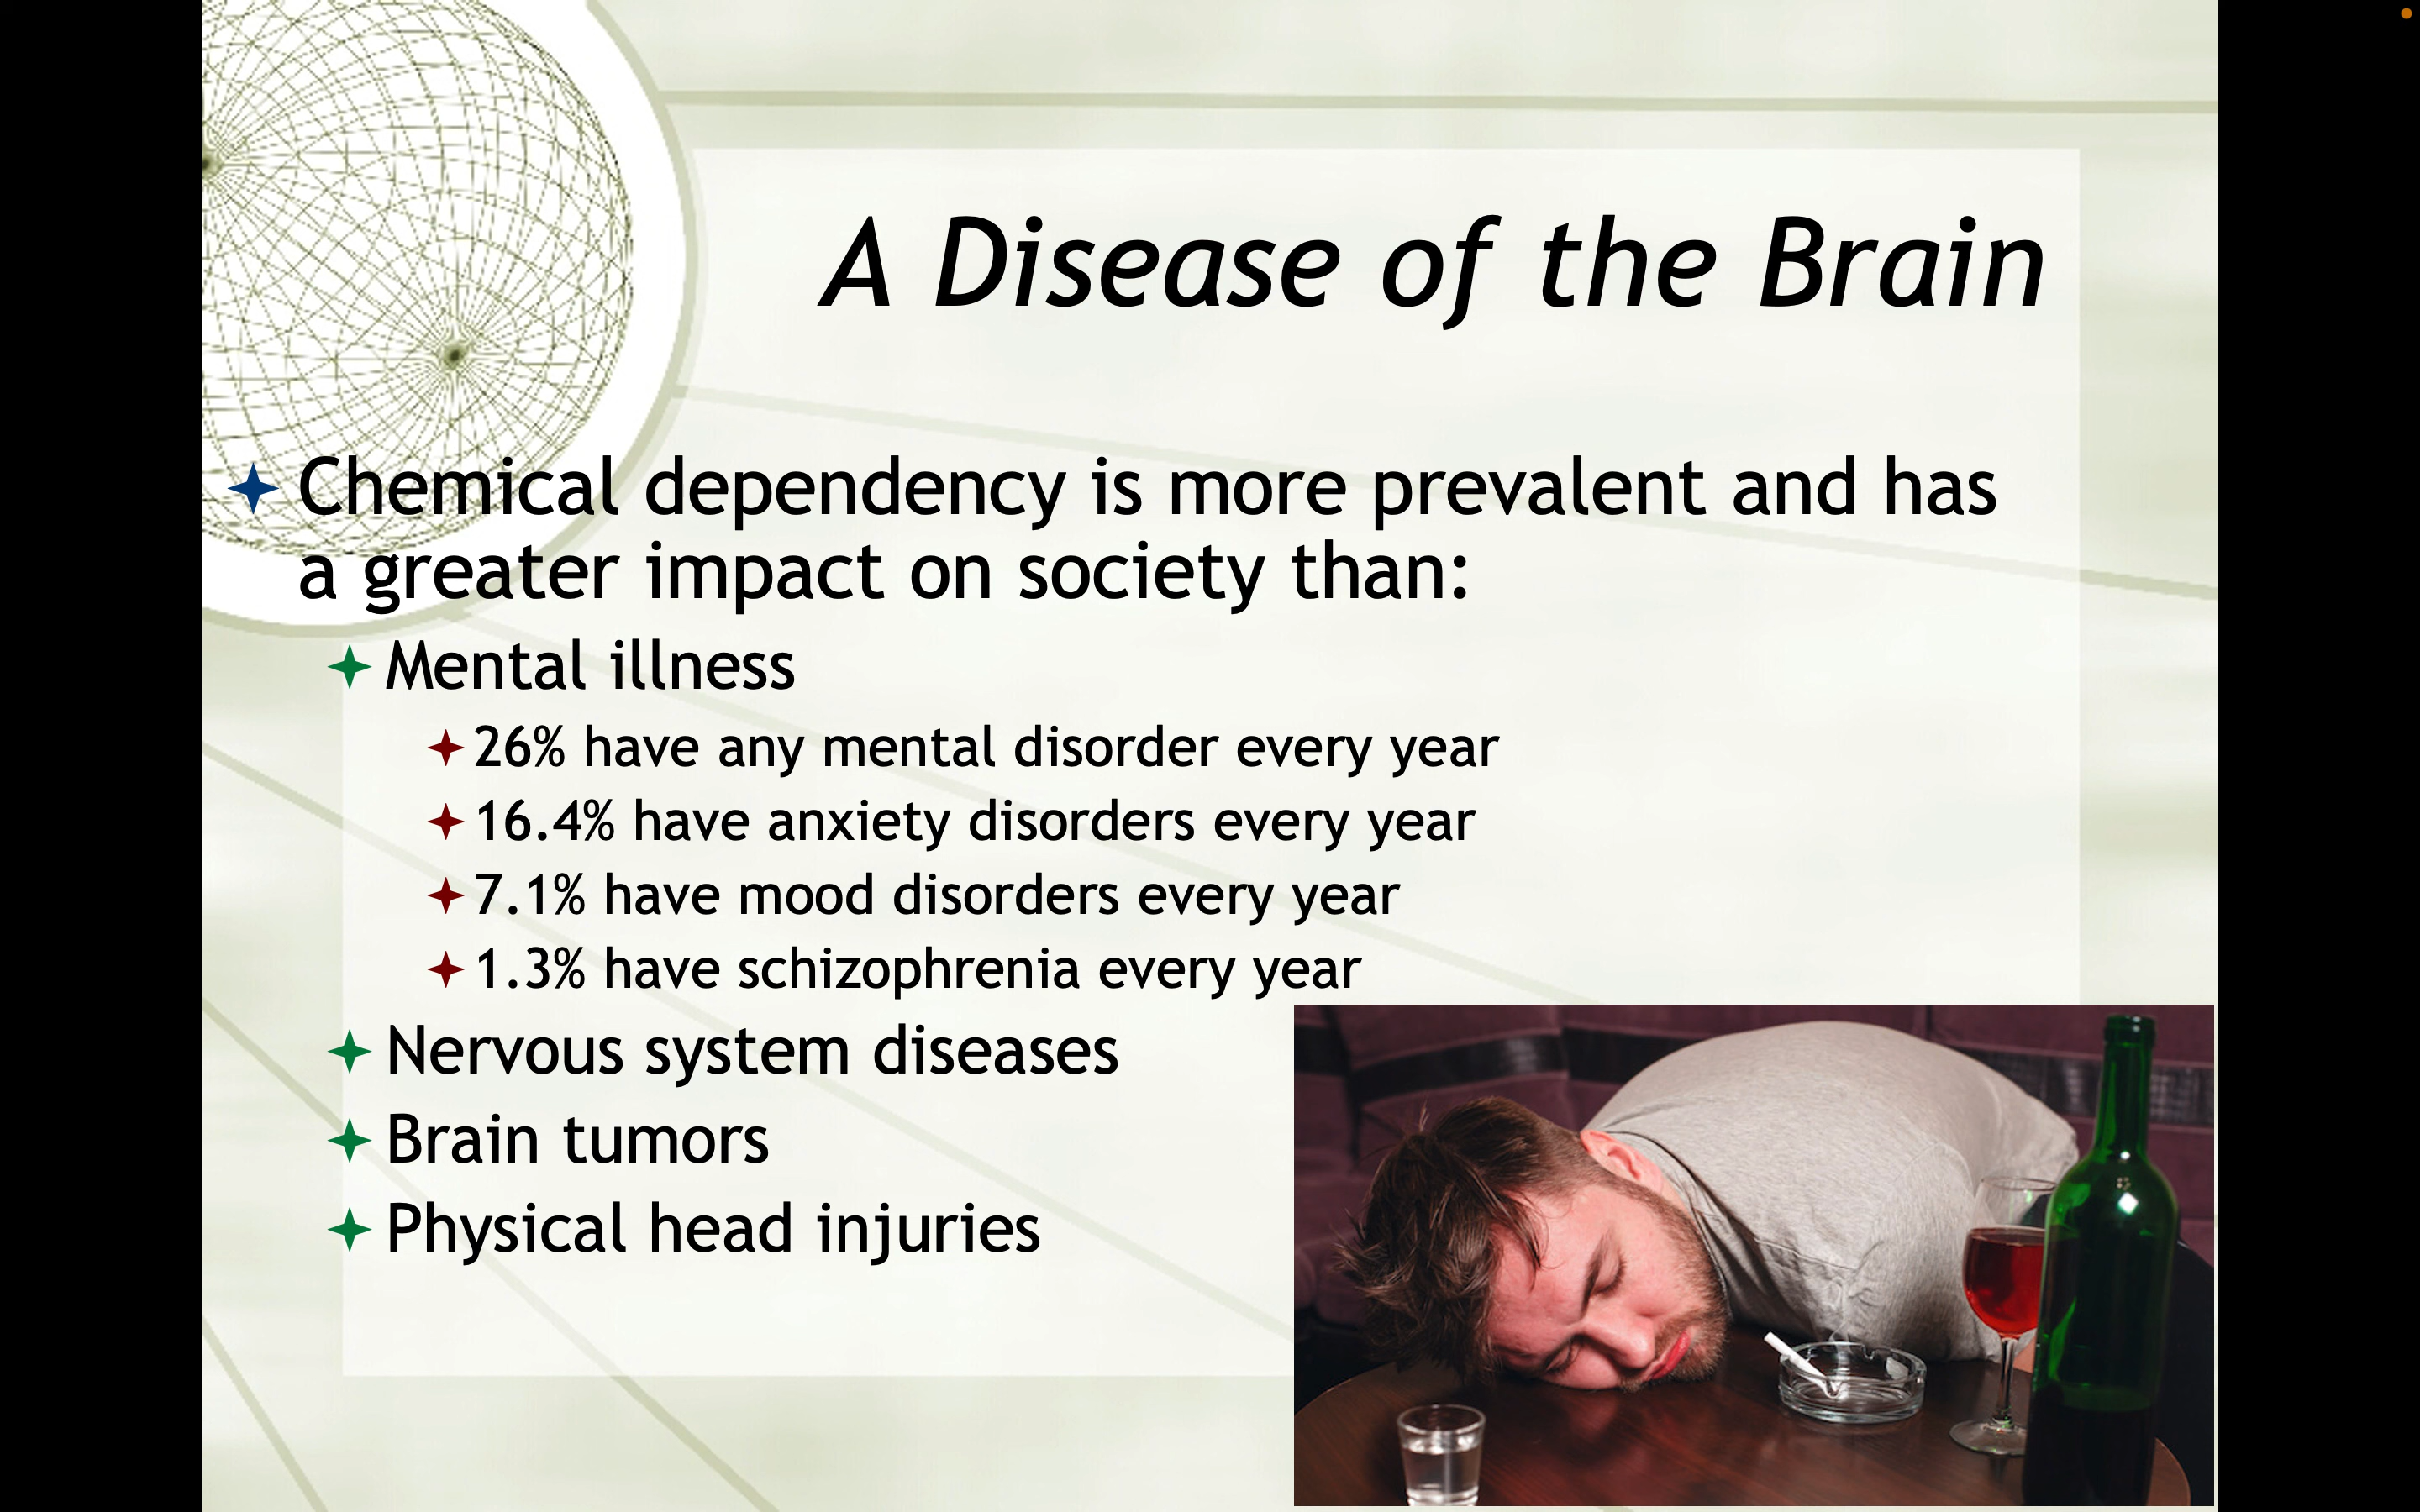 A Disease of the Brain
Chemical dependency is more prevalent and has
a greater impact on society than:
Mental illness
26% have any mental disorder every year
16.4% have anxiety disorders every year
7.1% have mood disorders every year
1.3% have schizophrenia every year
Nervous system diseases
Brain tumors
Physical head injuries